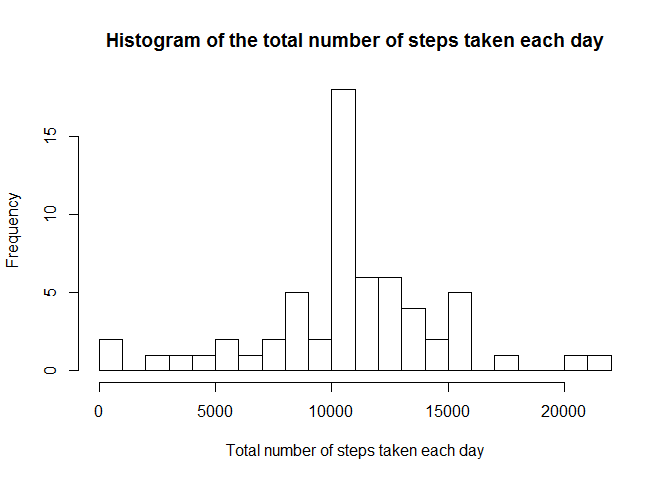 Histogram of the total number of steps taken each day
Frequency
15
10
5
0
0 5000 10000 15000 20000
Total number of steps taken each day